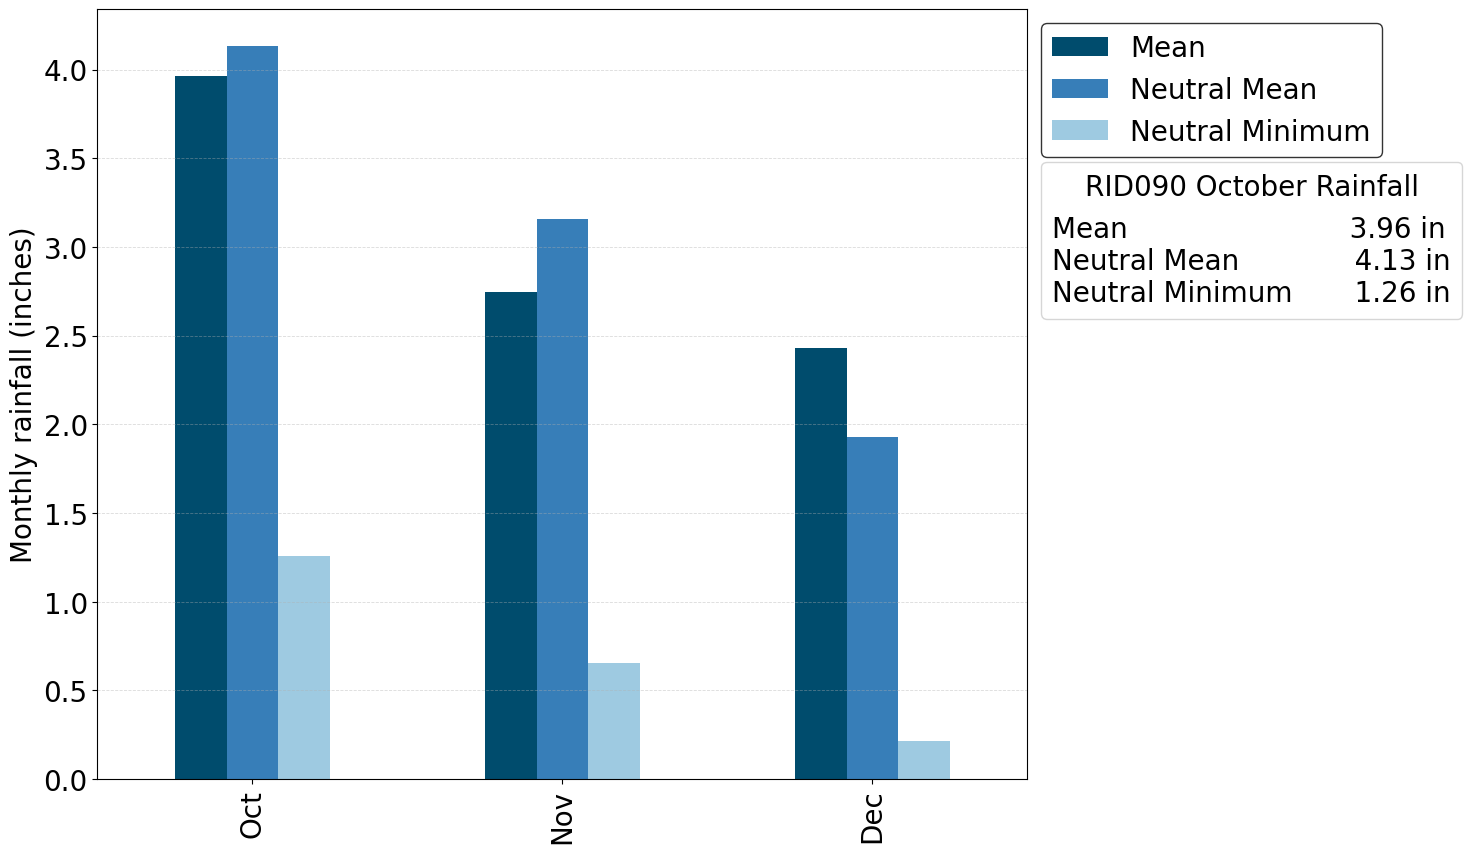 Monthly rainfall (inches)
4.0
3.5
3.0
2.5
2.0
1.5
1.0
0.5
0.0
Oct
Nov
Dec
Mean
Neutral Mean
Neutral Minimum
RID090 October Rainfall
Mean 3.96 in
Neutral Mean 4.13 in
Neutral Minimum 1.26 in